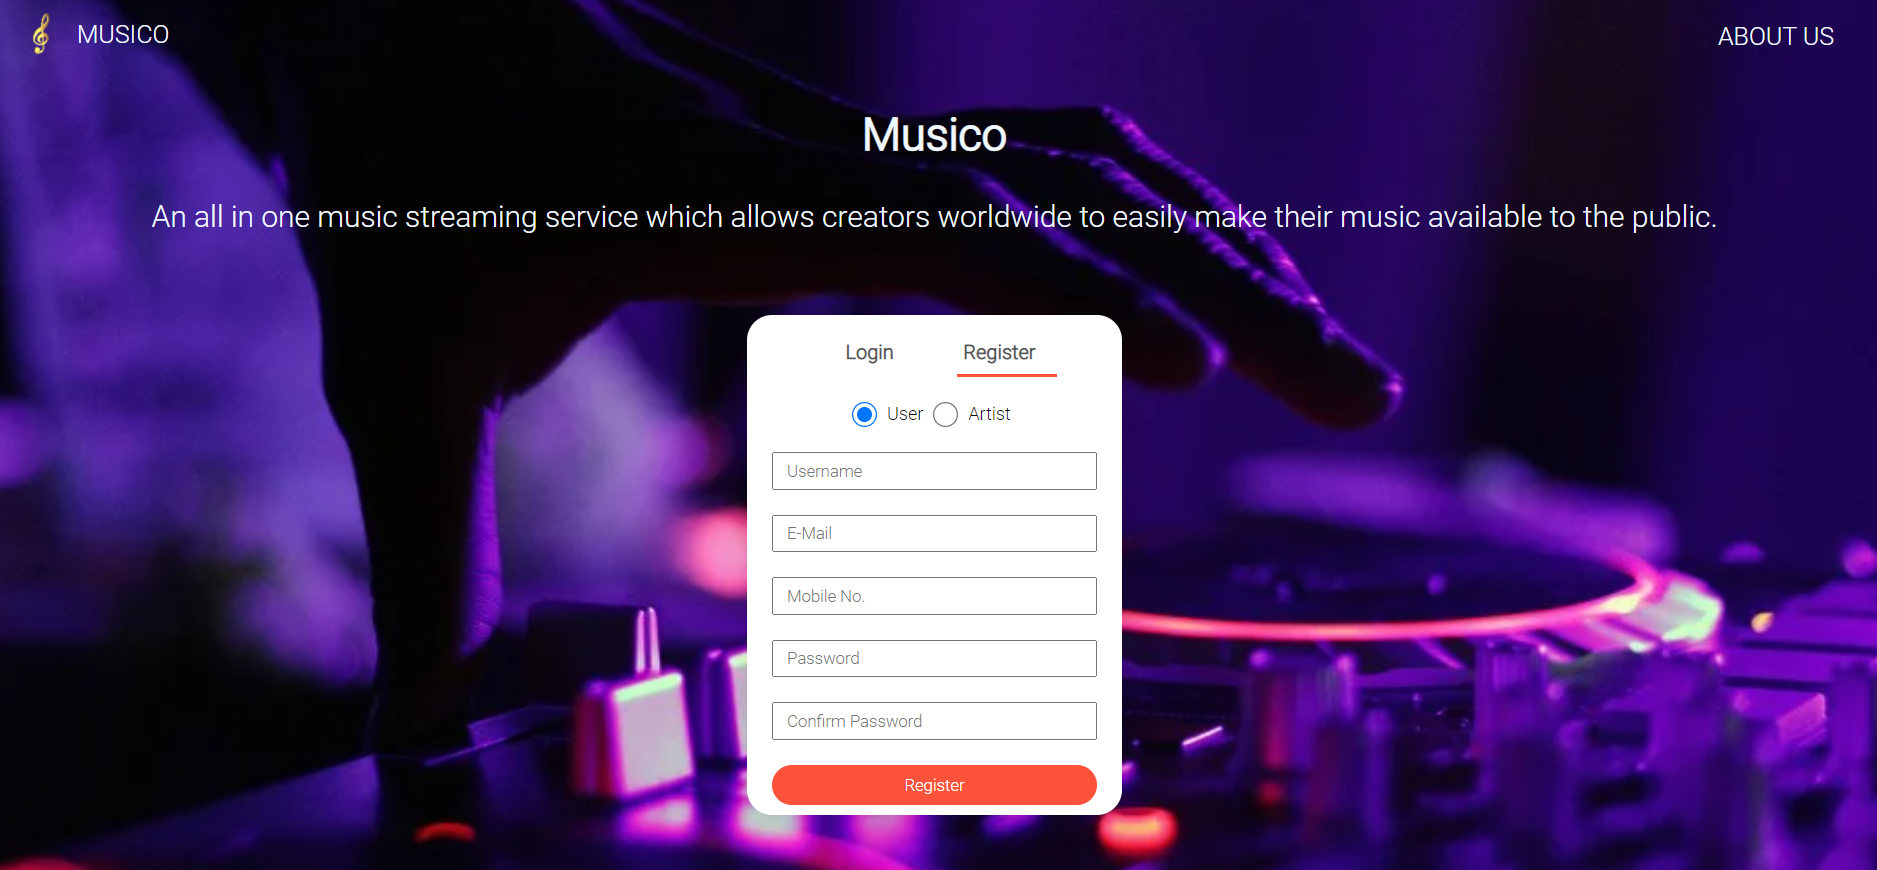 MUSICO
ABOUT US
Musico
An all in one music streaming service which allows creators worldwide to easily make their music available to the public.
Login Register
User Artist
Username
E-Mail
Mobile No.
Password
Confirm Password
Register